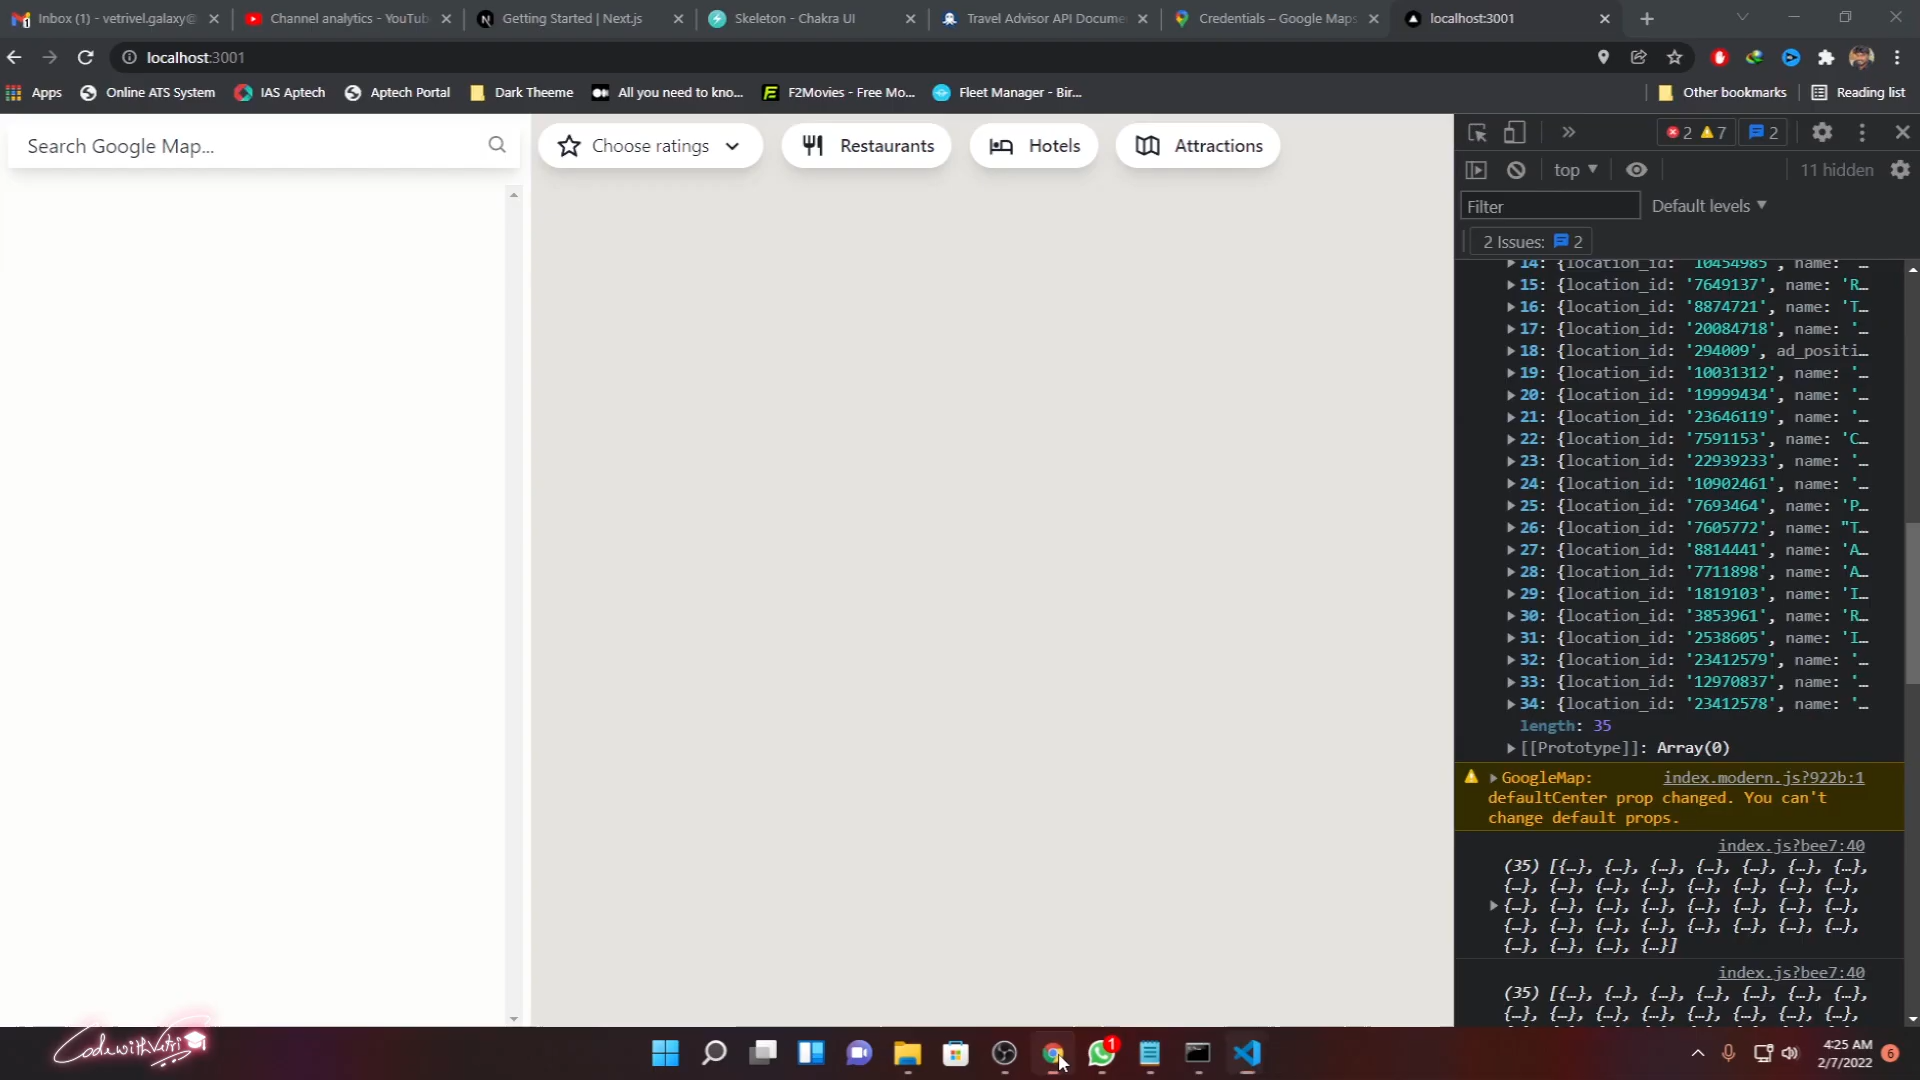 Inbox (1) - vetrivel.galaxy@
Channel analytics - YouTub
Getting Started | Next.js
Skeleton - Chakra UI
Travel Advisor API Docume
Credentials – Google Maps
localhost:3001
localhost:3001
Apps
Online ATS System
IAS Aptech
Aptech Portal
Dark Theeme
All you need to kno...
F2Movies - Free Mo...
Fleet Manager - Bir...
Other bookmarks
Reading list
Search Google Map...
Choose ratings
Restaurants
Hotels
Attractions
2 7 2
top
11 hidden
Filter
Default levels
2 Issues: 2
14: {location_id: '10454985', name: '…
15: {location_id: '7649137', name: 'R…
16: {location_id: '8874721', name: 'T…
17: {location_id: '20084718', name: '…
18: {location_id: '294009', ad_positi…
19: {location_id: '10031312', name: '…
20: {location_id: '19999434', name: '…
21: {location_id: '23646119', name: '…
22: {location_id: '7591153', name: 'C…
23: {location_id: '22939233', name: '…
24: {location_id: '10902461', name: '…
25: {location_id: '7693464', name: 'P…
26: {location_id: '7605772', name: "T…
27: {location_id: '8814441', name: 'A…
28: {location_id: '7711898', name: 'A…
29: {location_id: '1819103', name: 'I…
30: {location_id: '3853961', name: 'R…
31: {location_id: '2538605', name: 'I…
32: {location_id: '23412579', name: '…
33: {location_id: '12970837', name: '…
34: {location_id: '23412578', name: '…
length: 35
[[Prototype]]: Array(0)
GoogleMap: index.modern.js?922b:1
defaultCenter prop changed. You can't
change default props.
index.js?bee7:40
(35) [{…}, {…}, {…}, {…}, {…}, {…}, {…},
{…}, {…}, {…}, {…}, {…}, {…}, {…}, {…},
{…}, {…}, {…}, {…}, {…}, {…}, {…}, {…},
{…}, {…}, {…}, {…}, {…}, {…}, {…}, {…},
{…}, {…}, {…}, {…}]
index.js?bee7:40
(35) [{…}, {…}, {…}, {…}, {…}, {…}, {…},
{…}, {…}, {…}, {…}, {…}, {…}, {…}, {…},
CodewithVetri
1
4:25 AM
2/7/2022
6